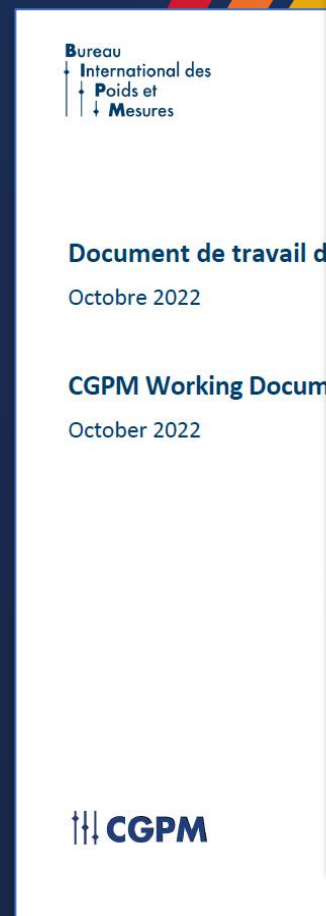 Bureau
International des
Poids et
Mesures
Document de travail d
Octobre 2022
CGPM Working Docum
October 2022
CGPM